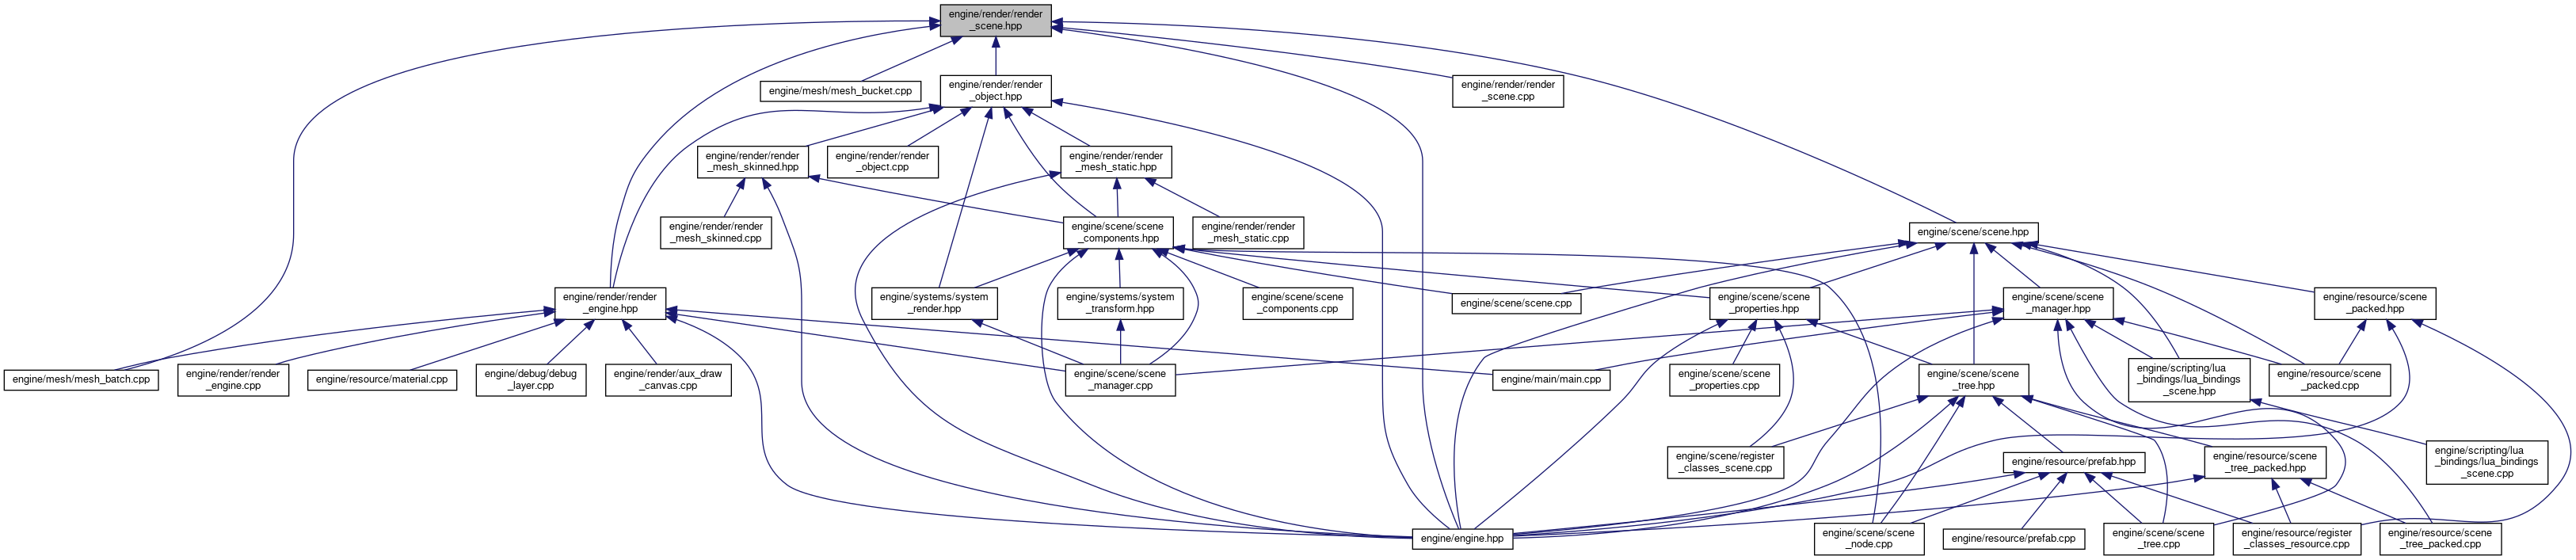 engine/render/render
_scene.hpp
engine/mesh/mesh_bucket.cpp
engine/render/render
_object.hpp
engine/render/render
_scene.cpp
engine/render/render
_mesh_skinned.hpp
engine/render/render
_object.cpp
engine/render/render
_mesh_static.hpp
engine/render/render
_mesh_skinned.cpp
engine/scene/scene
_components.hpp
engine/render/render
_mesh_static.cpp
engine/scene/scene.hpp
engine/render/render
_engine.hpp
engine/systems/system
_render.hpp
engine/systems/system
_transform.hpp
engine/scene/scene
_components.cpp
engine/scene/scene.cpp
engine/scene/scene
_properties.hpp
engine/scene/scene
_manager.hpp
engine/resource/scene
_packed.hpp
engine/mesh/mesh_batch.cpp
engine/render/render
_engine.cpp
engine/resource/material.cpp
engine/debug/debug
_layer.cpp
engine/render/aux_draw
_canvas.cpp
engine/main/main.cpp
engine/scene/scene
_manager.cpp
engine/scene/scene
_properties.cpp
engine/scene/scene
_tree.hpp
engine/scripting/lua
_bindings/lua_bindings
_scene.hpp
engine/resource/scene
_packed.cpp
engine/scene/register
_classes_scene.cpp
engine/resource/prefab.hpp
engine/resource/scene
_tree_packed.hpp
engine/scripting/lua
_bindings/lua_bindings
_scene.cpp
engine/engine.hpp
engine/scene/scene
_node.cpp
engine/resource/prefab.cpp
engine/scene/scene
_tree.cpp
engine/resource/register
_classes_resource.cpp
engine/resource/scene
_tree_packed.cpp